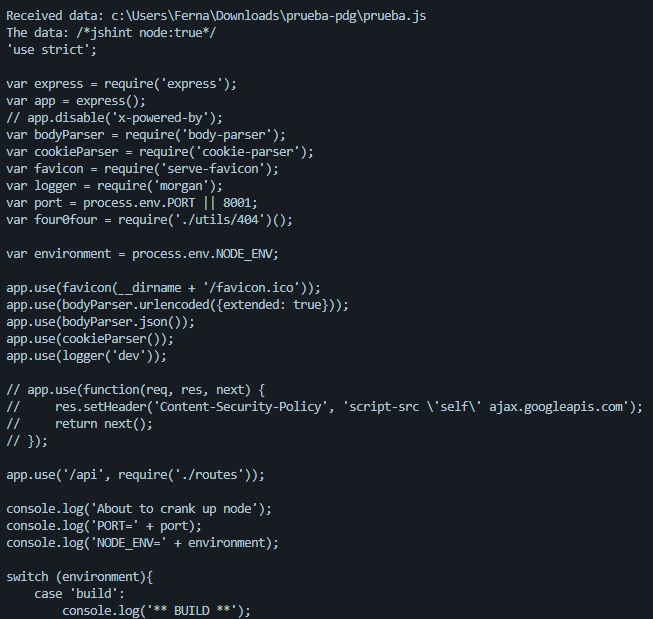 Received data: c:\Users\Ferna\Downloads\prueba-pdg\prueba.js
The data: /*jshint node:true*/
'use strict';

var express = require('express');
var app = express();
// app.disable('x-powered-by');
var bodyParser = require('body-parser');
var cookieParser = require('cookie-parser');
var favicon = require('serve-favicon');
var logger = require('morgan');
var port = process.env.PORT || 8001;
var four0four = require('./utils/404')();

var environment = process.env.NODE_ENV;

app.use(favicon(__dirname + '/favicon.ico'));
app.use(bodyParser.urlencoded({extended: true}));
app.use(bodyParser.json());
app.use(cookieParser());
app.use(logger('dev'));

// app.use(function(req, res, next) {
//     res.setHeader('Content-Security-Policy', 'script-src \'self\' ajax.googleapis.com');
//     return next();
// });

app.use('/api', require('./routes'));

console.log('About to crank up node');
console.log('PORT=' + port);
console.log('NODE_ENV=' + environment);

switch (environment){
    case 'build':
        console.log('** BUILD **');